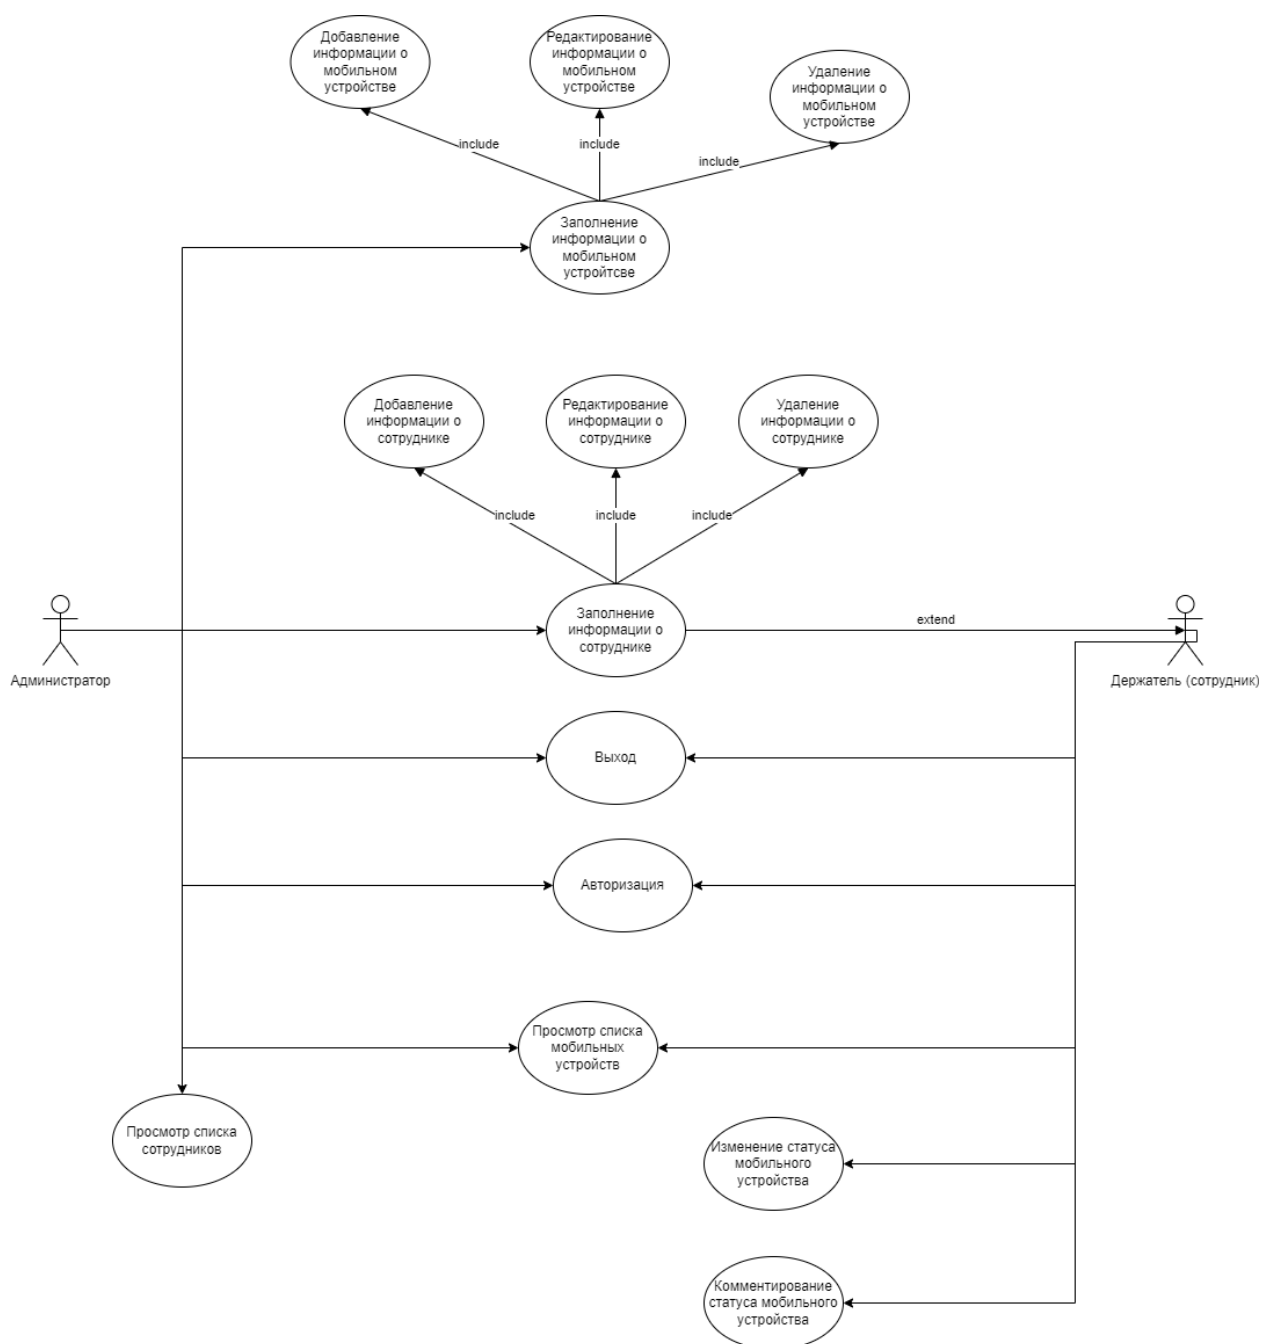 Добавление
информации о
мобильном
устройстве
Редактирование
информации о
мобильном
устройстве
Удаление
информации о
мобильном
устройстве
include
include
include
Заполнение
информации о
мобильном
устройтсве
Добавление
информации о
сотруднике
Редактирование
информации о
сотруднике
Удаление
информации о
сотруднике
include
include
include
Заполнение
информации о
сотруднике
extend
Администратор
Держатель (сотрудник)
Выход
Авторизация
Просмотр списка
мобильных
устройств
Просмотр списка
сотрудников
Изменение статуса
мобильного
устройства
Комментирование
статуса мобильного
устройства